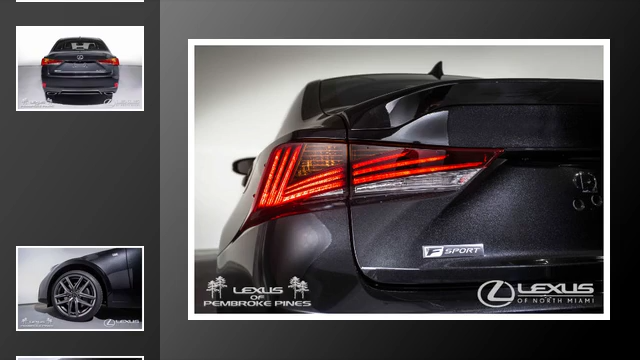 F SPORT
LEXUS
OF
PEMBROKE PINES
LEXUS
OF NORTH MIAMI